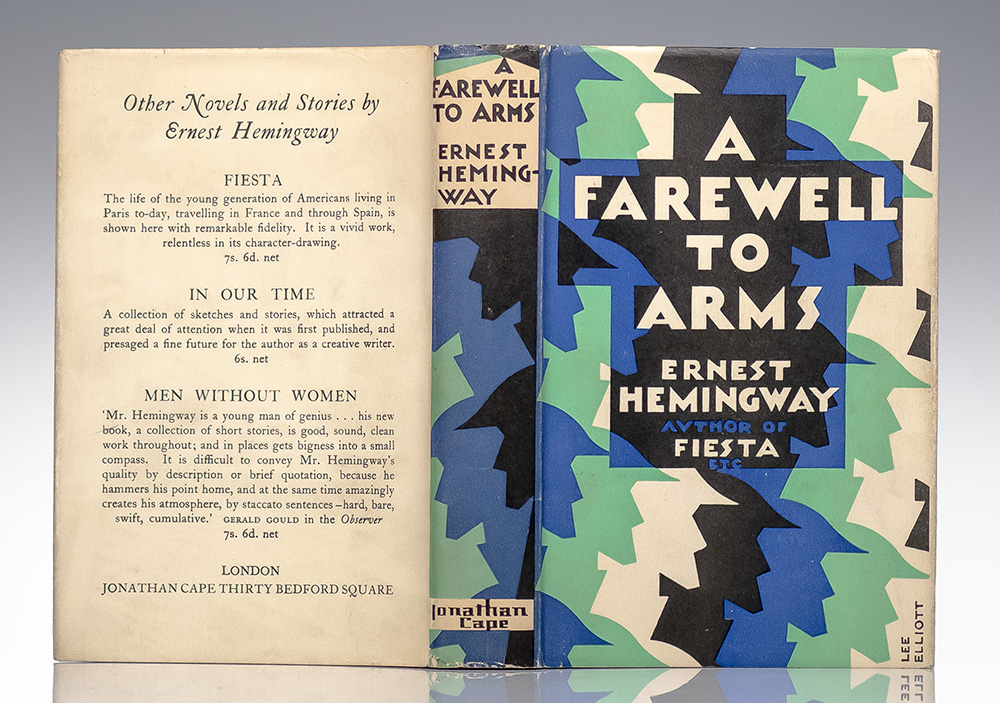 Other Novels and Stories by
Ernest Hemingway
FIESTA
The life of the young generation of Americans living in
Paris to-day, travelling in France and through Spain, is
shown here with remarkable fidelity. It is a vivid work,
relentless in its character-drawing.
7s. 6d. net
IN OUR TIME
A collection of sketches and stories, which attracted a
great deal of attention when it was first published, and
presaged a fine future for the author as a creative writer.
6s. net
MEN WITHOUT WOMEN
'Mr. Hemingway is a young man of genius . . . his new
book, a collection of short stories, is good, sound, clean
work throughout; and in places gets bigness into a small
compass. It is difficult to convey Mr. Hemingway's
quality by description or brief quotation, because he
hammers his point home, and at the same time amazingly
creates his atmosphere, by staccato sentences–hard, bare,
swift, cumulative.' GERALD GOULD in the Observer
7s. 6d. net
LONDON
JONATHAN CAPE THIRTY BEDFORD SQUARE
A
FAREWELL
TO ARMS
ERNEST
HEMING-
WAY
Jonathan
Cape
A
FAREWELL
TO
ARMS
ERNEST
HEMINGWAY
AVTHOR OF
FIESTA
ETC
LEE
ELLIOTT